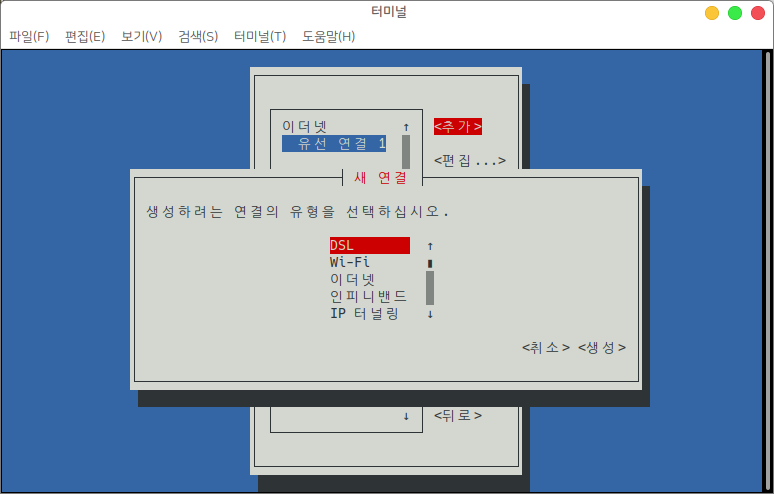 터미널
파일(F) 편집(E) 보기(V) 검색(S) 터미널(T) 도움말(H)
이더넷 ↑ <추가>
유선 연결 1
<편집...>
새 연결
생성하려는 연결의 유형을 선택하십시오.
DSL ↑
Wi-Fi
이더넷
인피니밴드
IP 터널링 ↓
<취소> <생성>
↓ <뒤로>